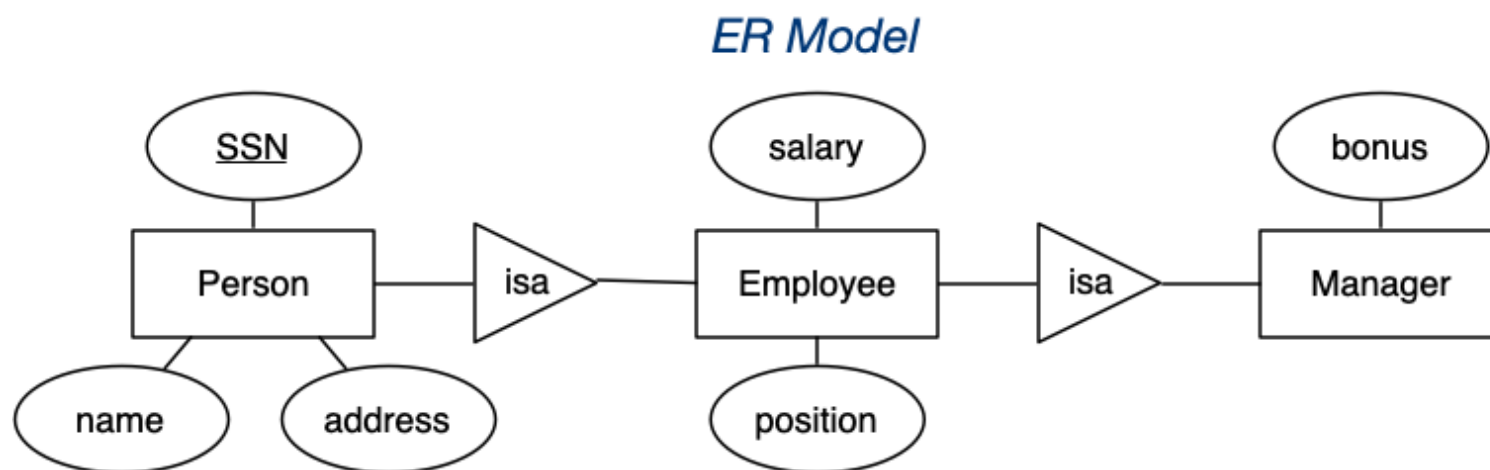 ER Model
SSN
salary
bonus
Person
isa
Employee
isa
Manager
name
address
position